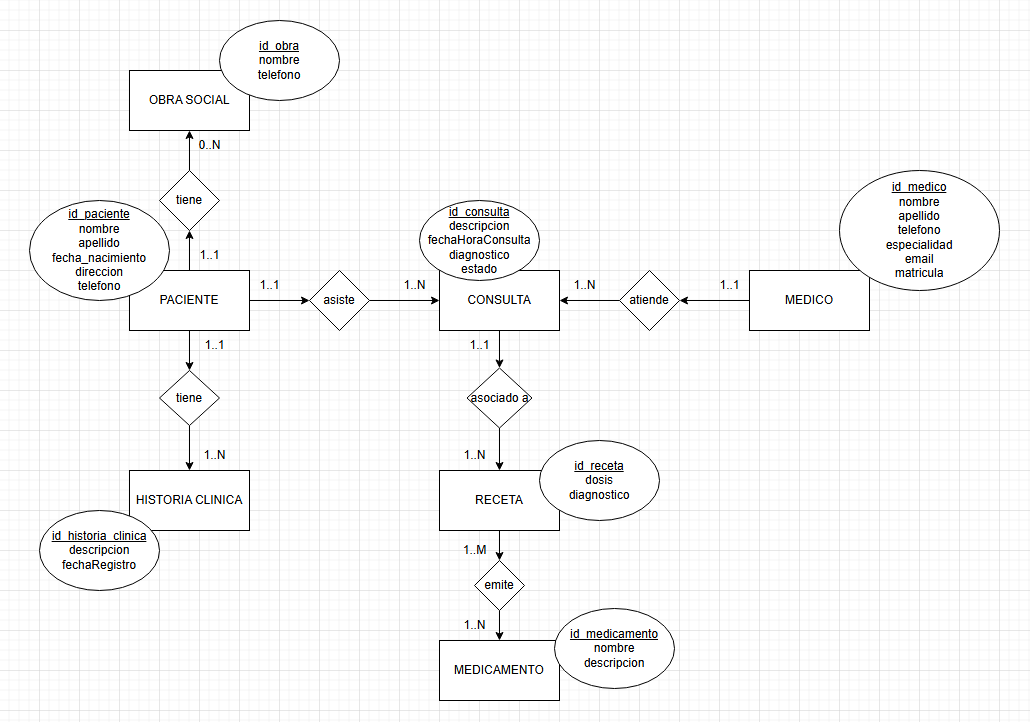 id_obra
nombre
telefono
OBRA SOCIAL
0..N
tiene
1..1
id_paciente
nombre
apellido
fecha_nacimiento
direccion
telefono
PACIENTE
1..1
asiste
1..N
id_consulta
descripcion
fechaHoraConsulta
diagnostico
estado
CONSULTA
1..N
atiende
1..1
id_medico
nombre
apellido
telefono
especialidad
email
matricula
MEDICO
1..1
tiene
1..N
HISTORIA CLINICA
id_historia_clinica
descripcion
fechaRegistro
1..1
asociado a
1..N
RECETA
id_receta
dosis
diagnostico
1..M
emite
1..N
MEDICAMENTO
id_medicamento
nombre
descripcion